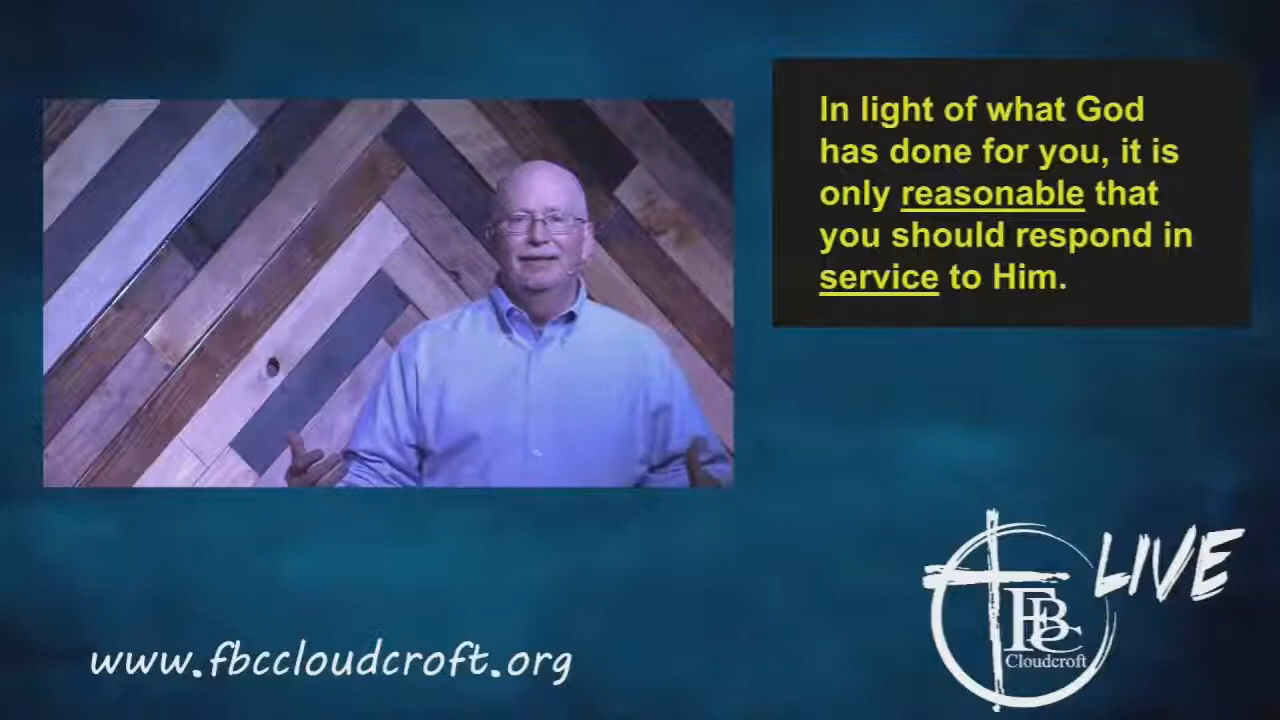 In light of what God
has done for you, it is
only reasonable that
you should respond in
service to Him.
LIVE
FBC
Cloudcroft
www.fbccloudcroft.org